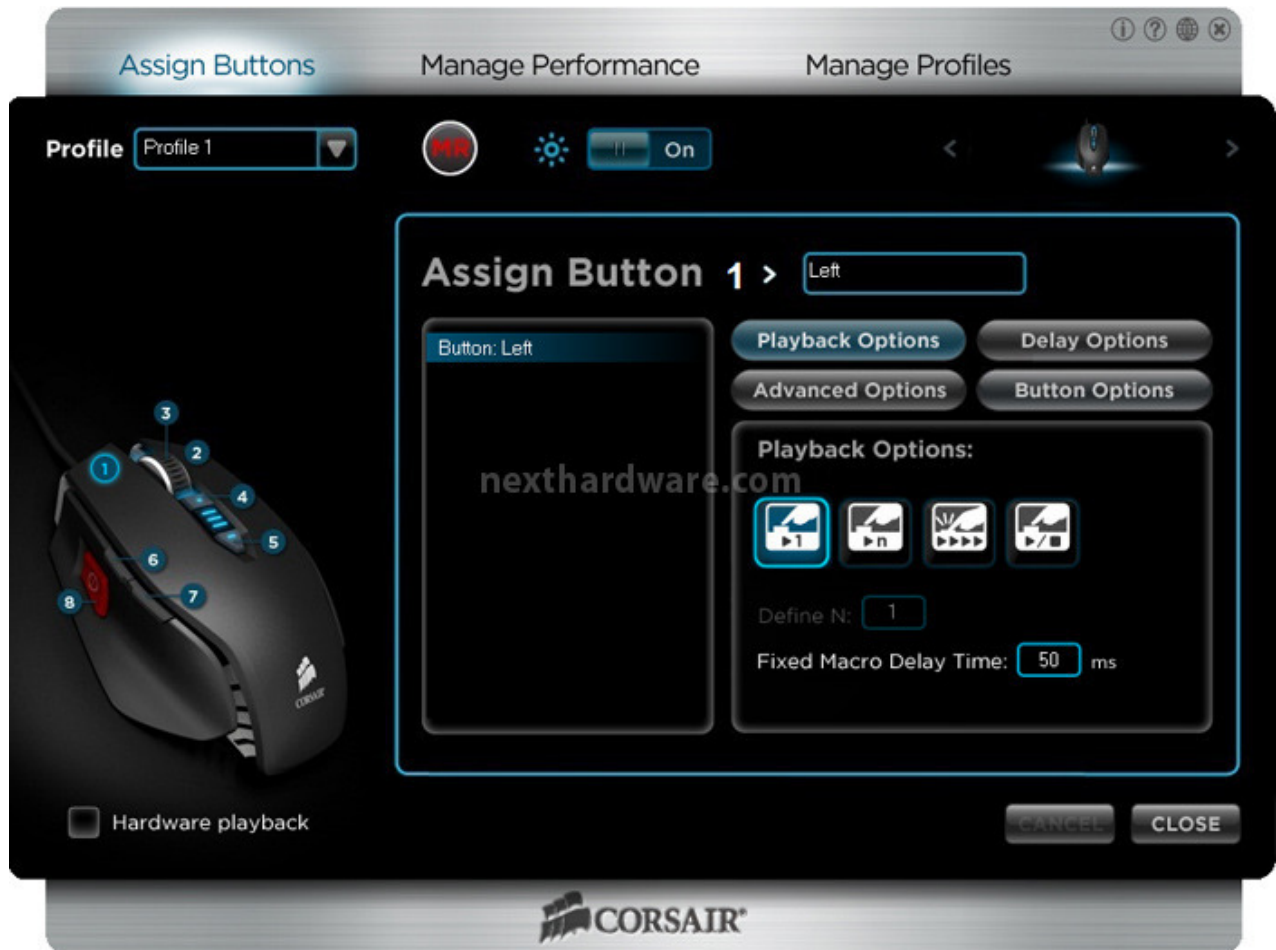 Assign Buttons Manage Performance Manage Profiles
Profile Profile 1 MR On
Assign Button 1 > Left
Button: Left
Playback Options Delay Options
Advanced Options Button Options
Playback Options:
1 n
Define N: 1
Fixed Macro Delay Time: 50 ms
3
2
1
4
5
6
7
8
CORSAIR
nexthardware.com
Hardware playback
CANCEL CLOSE
CORSAIR